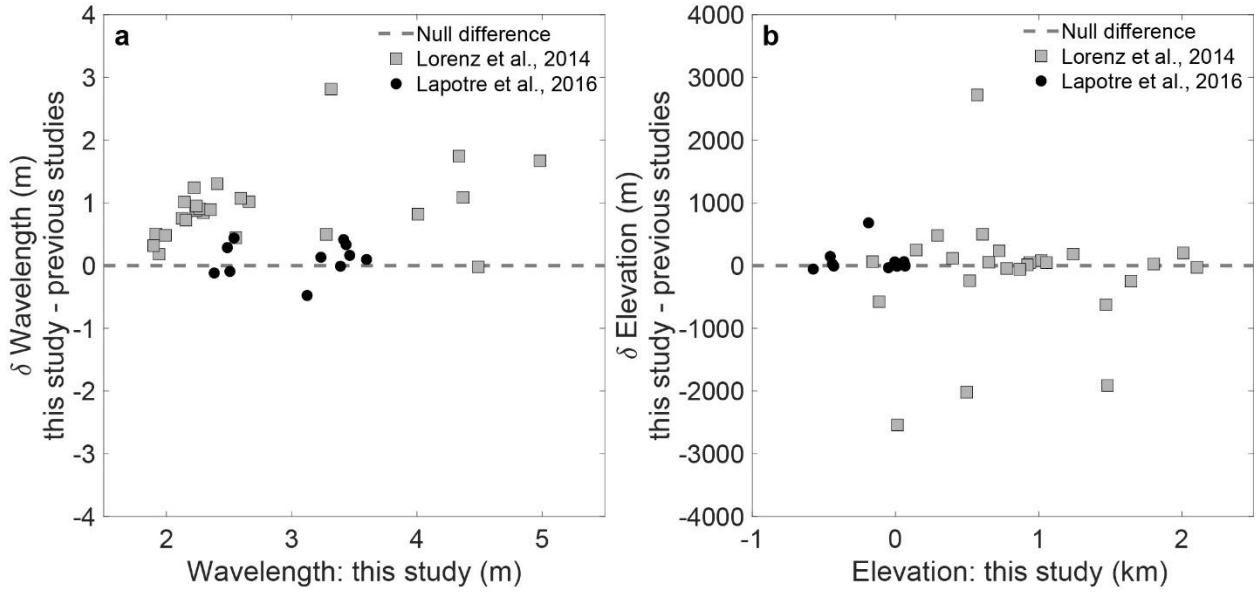 a
Null difference
Lorenz et al., 2014
Lapotre et al., 2016
4
3
2
1
0
-1
-2
-3
-4
δ Wavelength (m)
this study - previous studies
2
3
4
5
Wavelength: this study (m)
b
Null difference
Lorenz et al., 2014
Lapotre et al., 2016
4000
3000
2000
1000
0
-1000
-2000
-3000
-4000
δ Elevation (m)
this study - previous studies
-1
0
1
2
Elevation: this study (km)